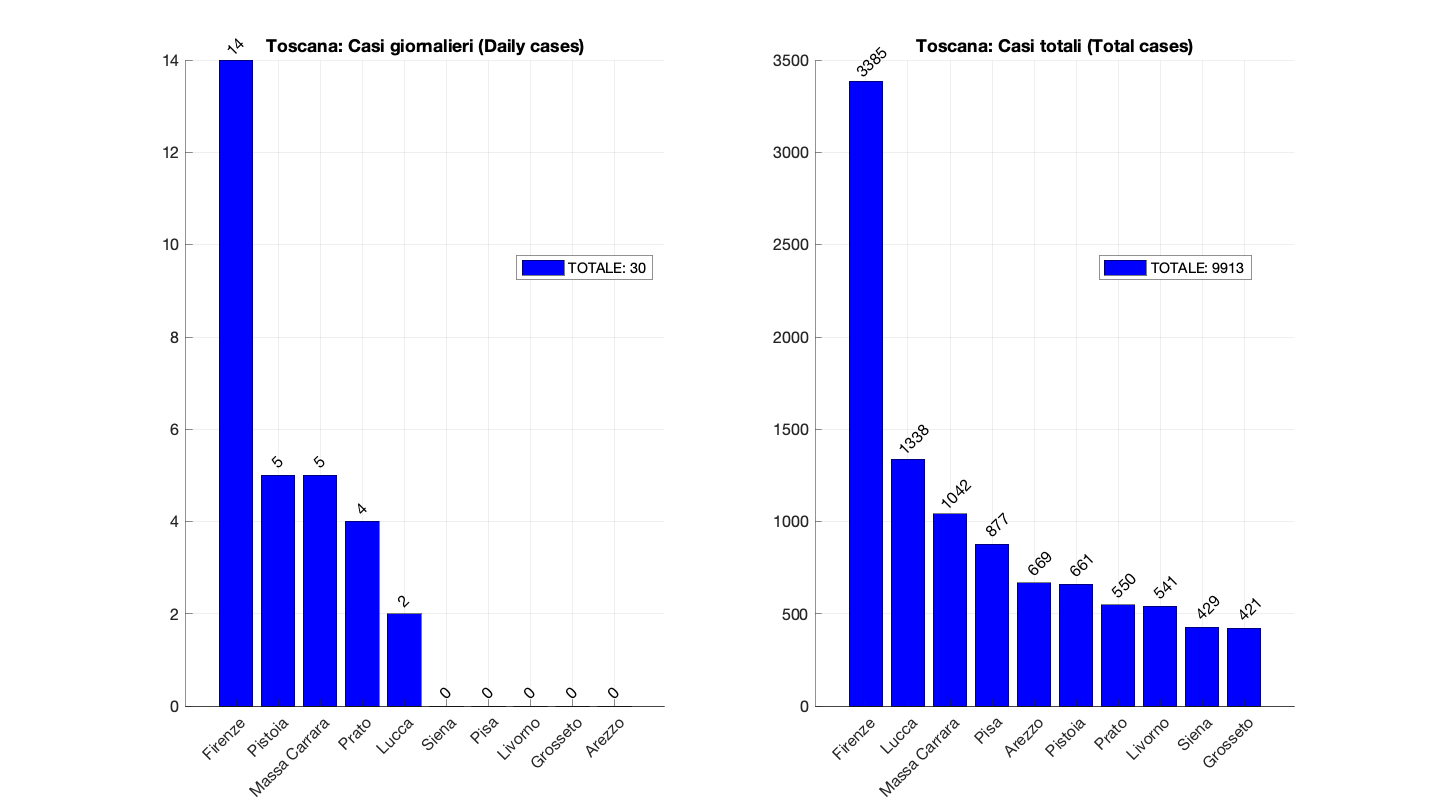 Toscana: Casi giornalieri (Daily cases)
14
12
10
8
6
4
2
0
14
5
5
4
2
0
0
0
0
0
TOTALE: 30
Firenze
Pistoia
Massa Carrara
Prato
Lucca
Siena
Pisa
Livorno
Grosseto
Arezzo
Toscana: Casi totali (Total cases)
3500
3000
2500
2000
1500
1000
500
0
3385
1338
1042
877
669
661
550
541
429
421
TOTALE: 9913
Firenze
Lucca
Massa Carrara
Pisa
Arezzo
Pistoia
Prato
Livorno
Siena
Grosseto